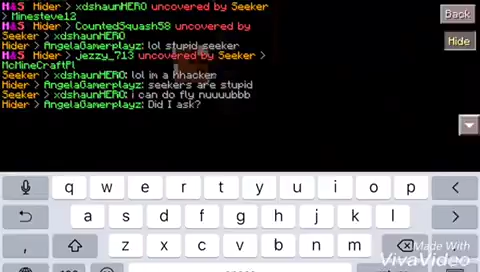 H&S Hider > xdshaunHERO uncovered by Seeker
> Minesteve12
H&S Hider > CountedSquash58 uncovered by
Seeker > xdshaunHERO
Hider > AngelaGamerplayz: lol stupid seeker
H&S Hider > jezzy_713 uncovered by Seeker >
McMineCraftPl
Seeker > xdshaunHERO: lol im a hhacker
Hider > AngelaGamerplayz: seekers are stupid
Seeker > xdshaunHERO: i can do fly nuuuubbb
Hider > AngelaGamerplayz: Did I ask?
Back
Hide
q w e r t y u i o p <
a s d f g h j k l >
, z x c v b n m
Made With
VivaVideo